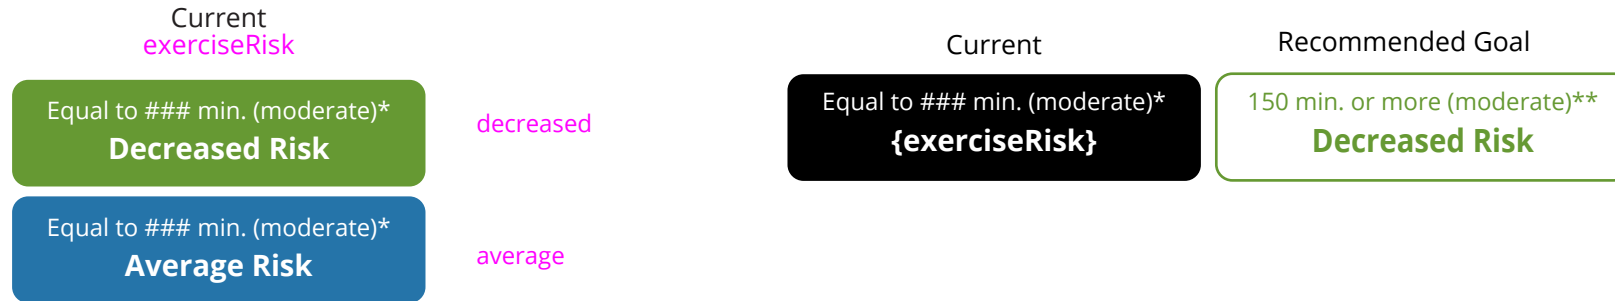 Current
exerciseRisk
Equal to ### min. (moderate)*
Decreased Risk
decreased
Equal to ### min. (moderate)*
Average Risk
average
Current
Equal to ### min. (moderate)*
{exerciseRisk}
Recommended Goal
150 min. or more (moderate)**
Decreased Risk